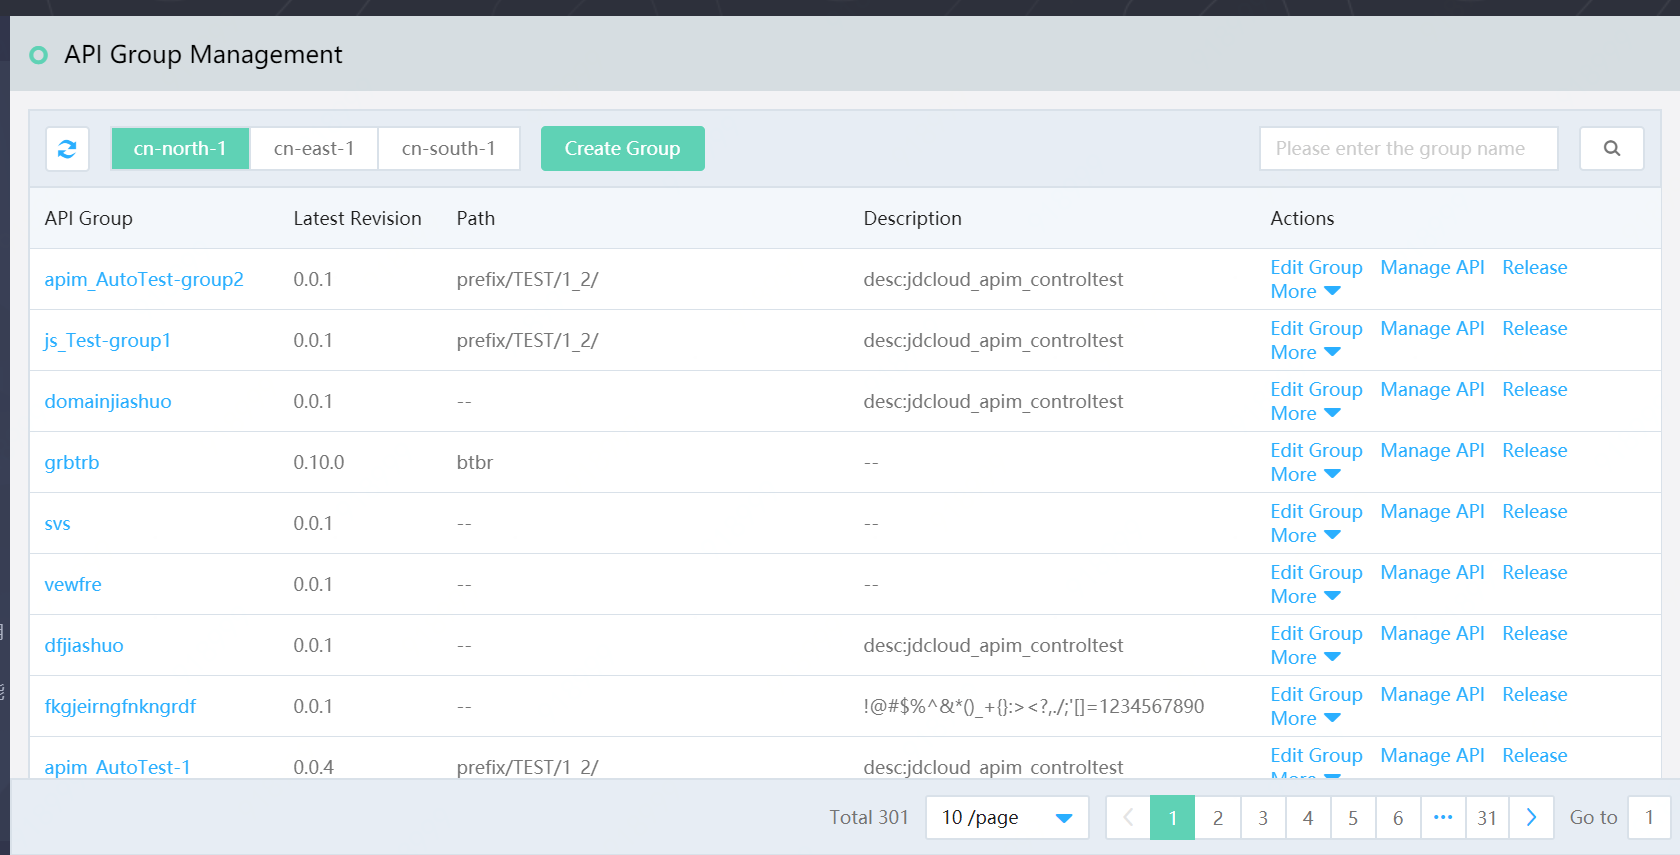 API Group Management
cn-north-1 cn-east-1 cn-south-1 Create Group Please enter the group name
API Group Latest Revision Path Description Actions
apim_AutoTest-group2 0.0.1 prefix/TEST/1_2/ desc:jdcloud_apim_controltest Edit Group Manage API Release
More
js_Test-group1 0.0.1 prefix/TEST/1_2/ desc:jdcloud_apim_controltest Edit Group Manage API Release
More
domainjiashuo 0.0.1 -- desc:jdcloud_apim_controltest Edit Group Manage API Release
More
grbtrb 0.10.0 btbr -- Edit Group Manage API Release
More
svs 0.0.1 -- -- Edit Group Manage API Release
More
vewfre 0.0.1 -- -- Edit Group Manage API Release
More
dfjiashuo 0.0.1 -- desc:jdcloud_apim_controltest Edit Group Manage API Release
More
fkgjeirngfnkngrdf 0.0.1 -- !@#$%^&*()_+{}:><?,./;'[]=1234567890 Edit Group Manage API Release
More
apim_AutoTest-1 0.0.4 prefix/TEST/1_2/ desc:jdcloud_apim_controltest Edit Group Manage API Release
More
Total 301 10 /page 1 2 3 4 5 6 ••• 31 Go to 1